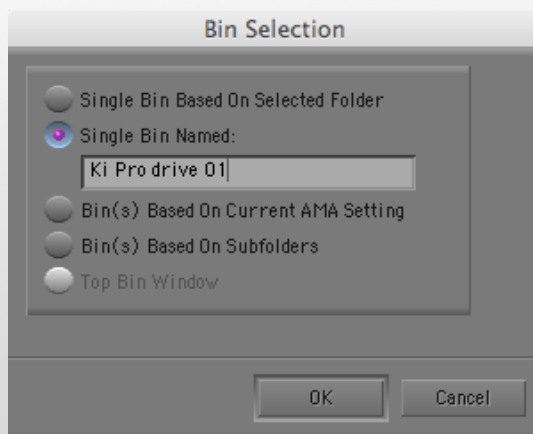 Bin Selection
Single Bin Based On Selected Folder
Single Bin Named:
Ki Pro drive 01
Bin(s) Based On Current AMA Setting
Bin(s) Based On Subfolders
Top Bin Window
OK Cancel